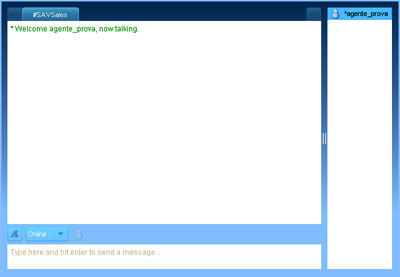 #SAVSales
*agente_prova
* Welcome agente_prova, now talking.
A
Online
Type here and hit enter to send a message...